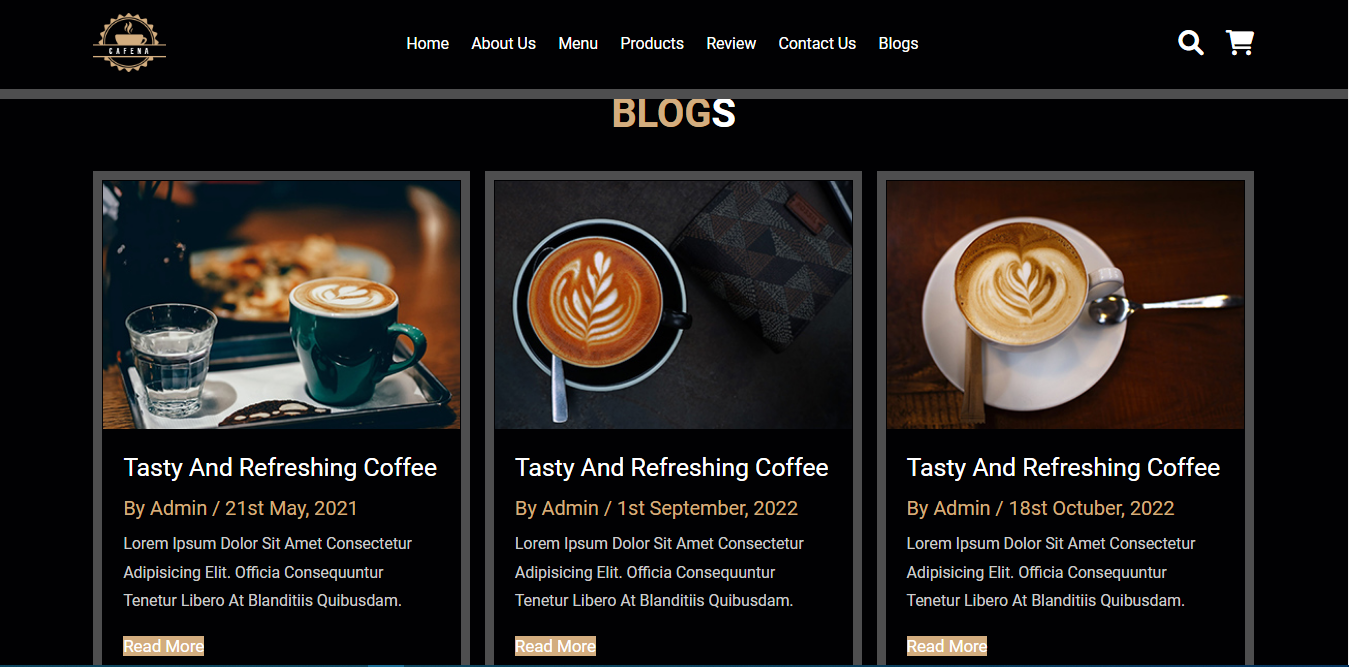 CAFENA
Home About Us Menu Products Review Contact Us Blogs
BLOGS
Tasty And Refreshing Coffee
By Admin / 21st May, 2021
Lorem Ipsum Dolor Sit Amet Consectetur
Adipisicing Elit. Officia Consequuntur
Tenetur Libero At Blanditiis Quibusdam.
Read More
Tasty And Refreshing Coffee
By Admin / 1st September, 2022
Lorem Ipsum Dolor Sit Amet Consectetur
Adipisicing Elit. Officia Consequuntur
Tenetur Libero At Blanditiis Quibusdam.
Read More
Tasty And Refreshing Coffee
By Admin / 18st Octuber, 2022
Lorem Ipsum Dolor Sit Amet Consectetur
Adipisicing Elit. Officia Consequuntur
Tenetur Libero At Blanditiis Quibusdam.
Read More